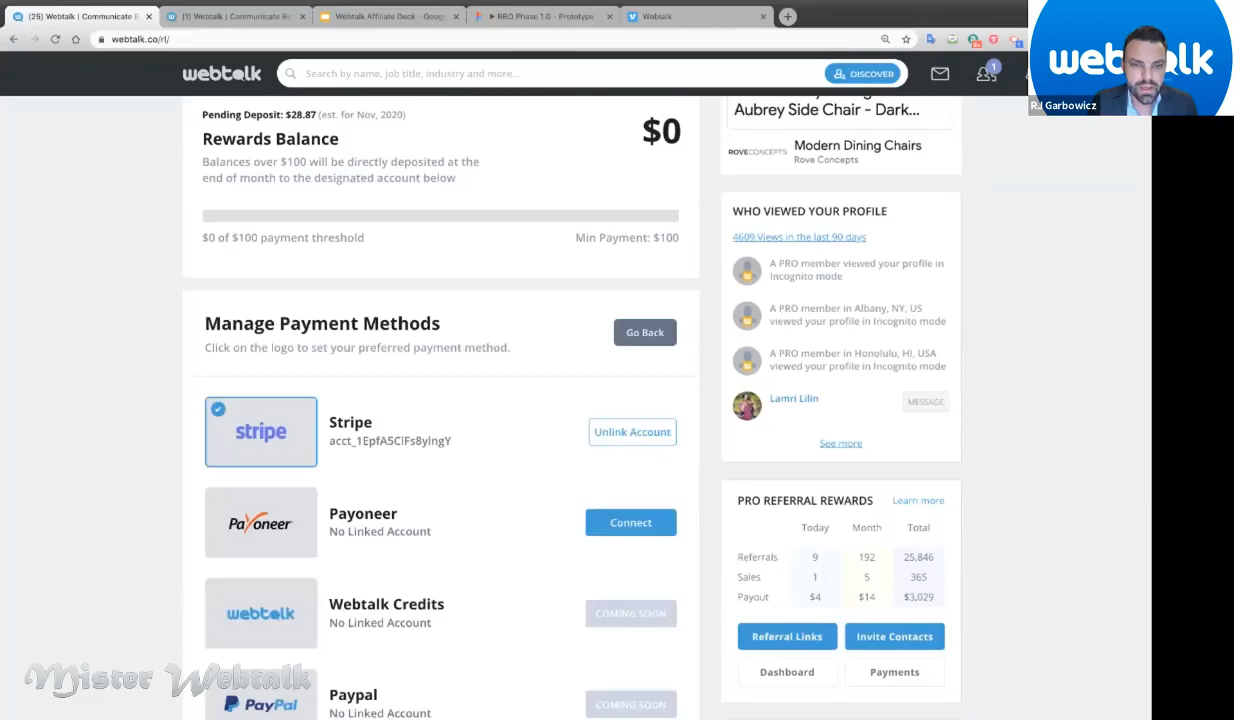 (25) Webtalk | Communicate B
(1) Webtalk | Communicate Be
Webtalk Affiliate Deck - Goog
RBO Phase 1.0 - Prototype
Webtalk
webtalk.co/rl/
webtalk
Search by name, job title, industry and more...
DISCOVER
1
webtalk
RJ Garbowicz
Pending Deposit: $28.87 (est. for Nov, 2020)
Rewards Balance
$0
Balances over $100 will be directly deposited at the
end of month to the designated account below
$0 of $100 payment threshold
Min Payment: $100
Manage Payment Methods
Go Back
Click on the logo to set your preferred payment method.
stripe
Stripe
acct_1EpfA5ClFs8ylngY
Unlink Account
Payoneer
Payoneer
No Linked Account
Connect
webtalk
Webtalk Credits
No Linked Account
COMING SOON
PayPal
Paypal
No Linked Account
COMING SOON
Mister Webtalk
Aubrey Side Chair - Dark...
ROVECONCEPTS
Modern Dining Chairs
Rove Concepts
WHO VIEWED YOUR PROFILE
4609 Views in the last 90 days
A PRO member viewed your profile in
Incognito mode
A PRO member in Albany, NY, US
viewed your profile in Incognito mode
A PRO member in Honolulu, HI, USA
viewed your profile in Incognito mode
Lamri Lilin
MESSAGE
See more
PRO REFERRAL REWARDS
Learn more
Today Month Total
Referrals 9 192 25,846
Sales 1 5 365
Payout $4 $14 $3,029
Referral Links
Invite Contacts
Dashboard
Payments